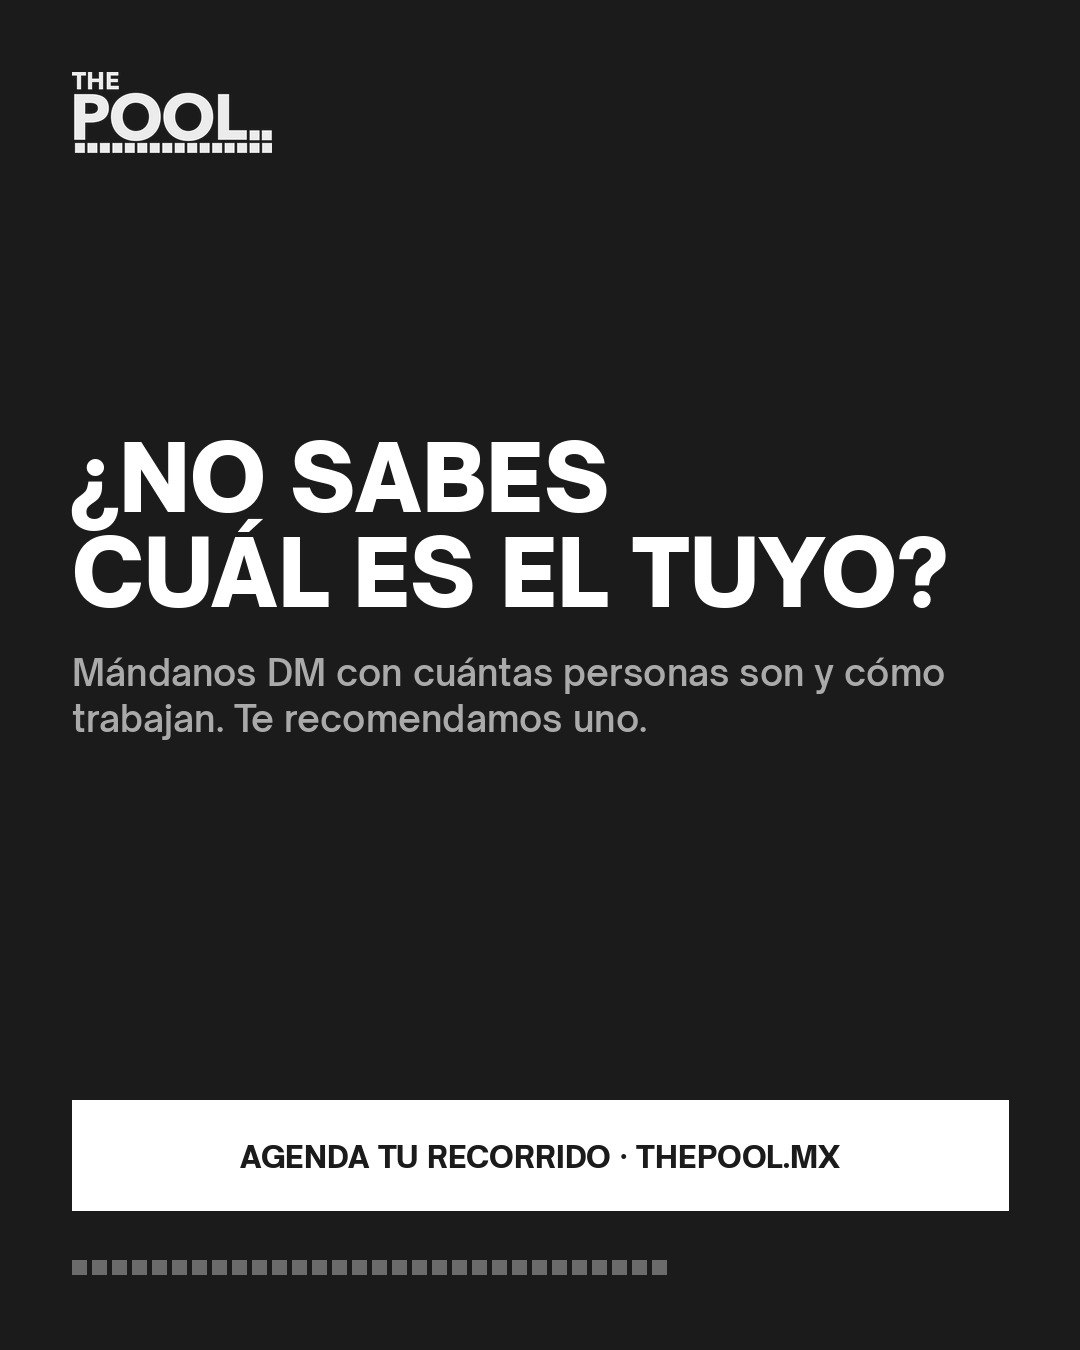 THE
POOL..
¿NO SABES
CUÁL ES EL TUYO?
Mándanos DM con cuántas personas son y cómo
trabajan. Te recomendamos uno.
AGENDA TU RECORRIDO · THEPOOL.MX